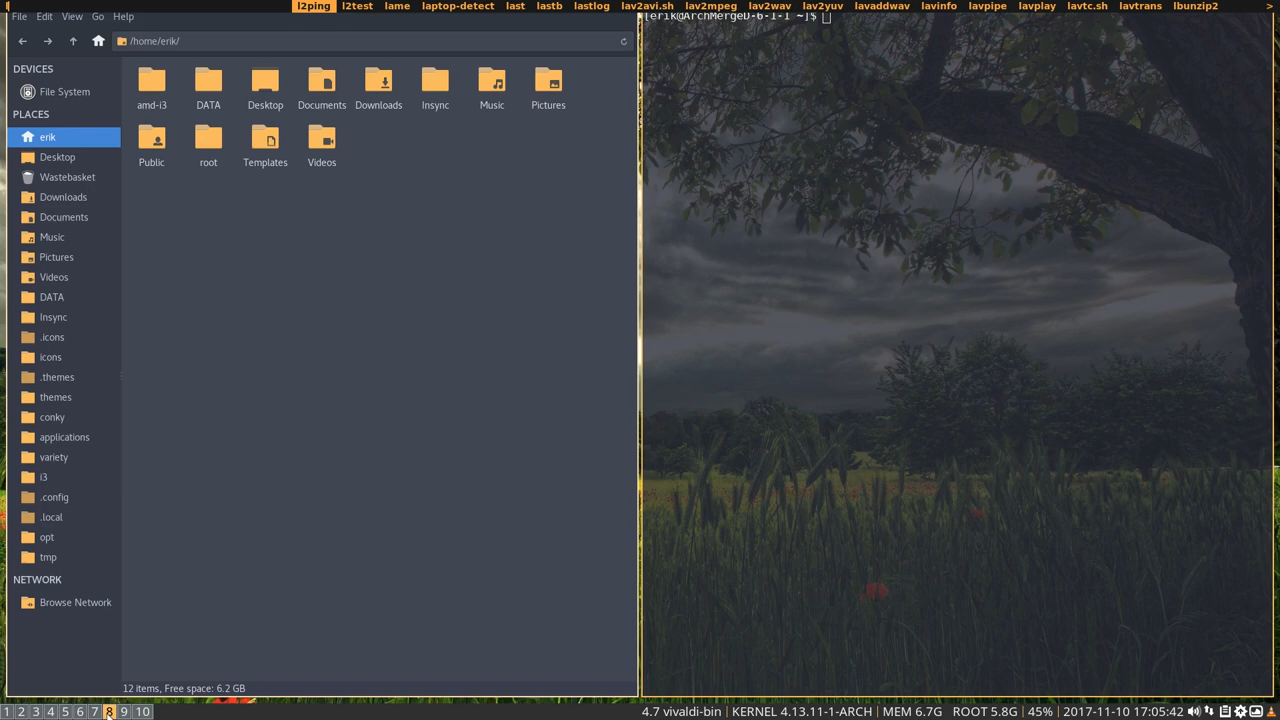 l l2ping l2test lame laptop-detect last lastb lastlog lav2avi.sh lav2mpeg lav2wav lav2yuv lavaddwav lavinfo lavpipe lavplay lavtc.sh lavtrans lbunzip2 >
File Edit View Go Help
/home/erik/
DEVICES
File System
PLACES
erik
Desktop
Wastebasket
Downloads
Documents
Music
Pictures
Videos
DATA
Insync
.icons
icons
.themes
themes
conky
applications
variety
i3
.config
.local
opt
tmp
NETWORK
Browse Network
amd-i3 DATA Desktop Documents Downloads Insync Music Pictures
Public root Templates Videos
12 items, Free space: 6.2 GB
[erik@ArchMergeD-6-1-1 ~]$
1 2 3 4 5 6 7 8 9 10 4.7 vivaldi-bin | KERNEL 4.13.11-1-ARCH | MEM 6.7G ROOT 5.8G | 45% | 2017-11-10 17:05:42